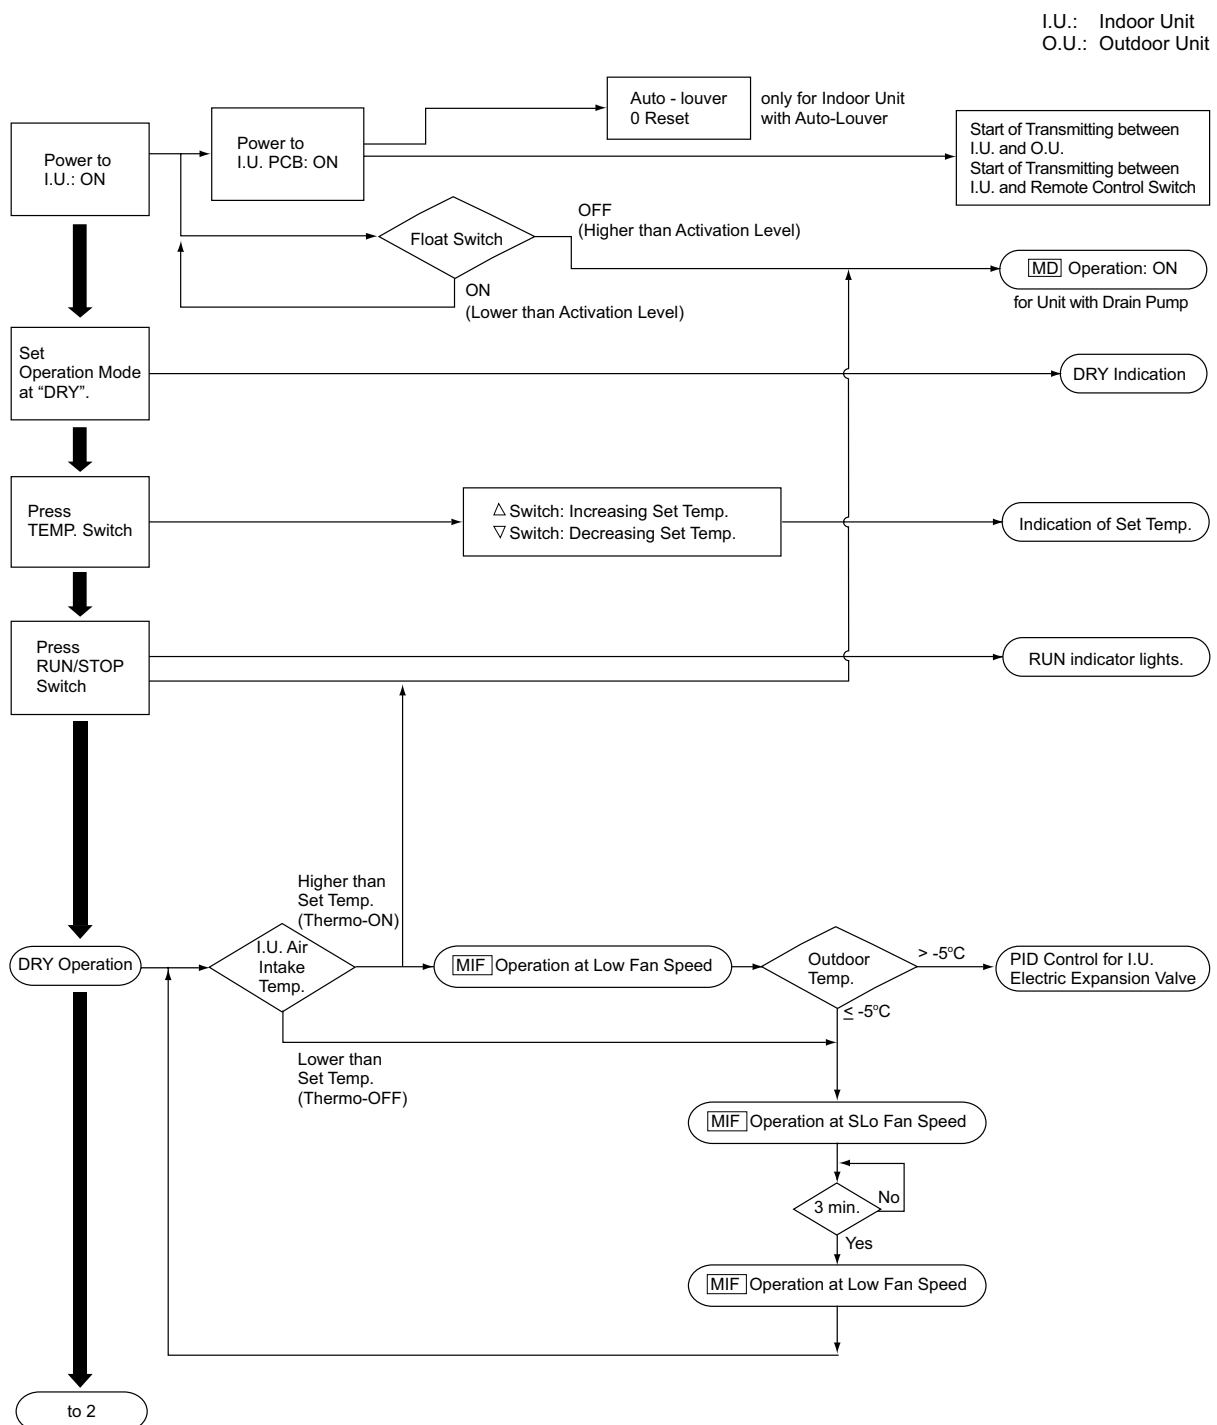 I.U.: Indoor Unit
O.U.: Outdoor Unit
Auto - louver
0 Reset
only for Indoor Unit
with Auto-Louver
Power to
I.U.: ON
Power to
I.U. PCB: ON
Start of Transmitting between
I.U. and O.U.
Start of Transmitting between
I.U. and Remote Control Switch
Float Switch
OFF
(Higher than Activation Level)
ON
(Lower than Activation Level)
MD Operation: ON
for Unit with Drain Pump
Set
Operation Mode
at “DRY”.
DRY Indication
Press
TEMP. Switch
△ Switch: Increasing Set Temp.
▽ Switch: Decreasing Set Temp.
Indication of Set Temp.
Press
RUN/STOP
Switch
RUN indicator lights.
Higher than
Set Temp.
(Thermo-ON)
DRY Operation
I.U. Air
Intake
Temp.
MIF Operation at Low Fan Speed
Outdoor
Temp.
> -5°C
PID Control for I.U.
Electric Expansion Valve
≤ -5°C
Lower than
Set Temp.
(Thermo-OFF)
MIF Operation at SLo Fan Speed
3 min.
No
Yes
MIF Operation at Low Fan Speed
to 2